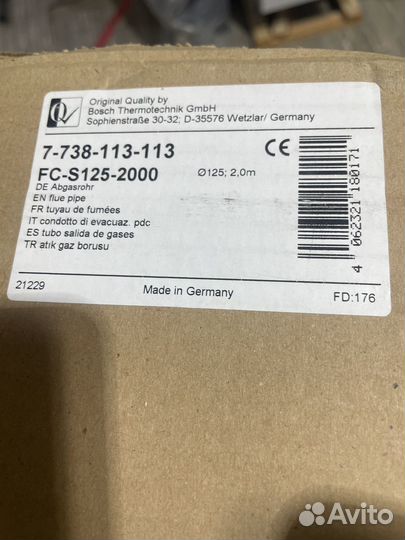 Original Quality by
Bosch Thermotechnik GmbH
Sophienstraße 30-32; D-35576 Wetzlar/ Germany
7-738-113-113
CE
FC-S125-2000
Ø125; 2,0m
DE Abgasrohr
EN flue pipe
FR tuyau de fumées
IT condotto di evacuaz. pdc
ES tubo salida de gases
TR atık gaz borusu
4 062321 180171
21229
Made in Germany
FD:176
Avito